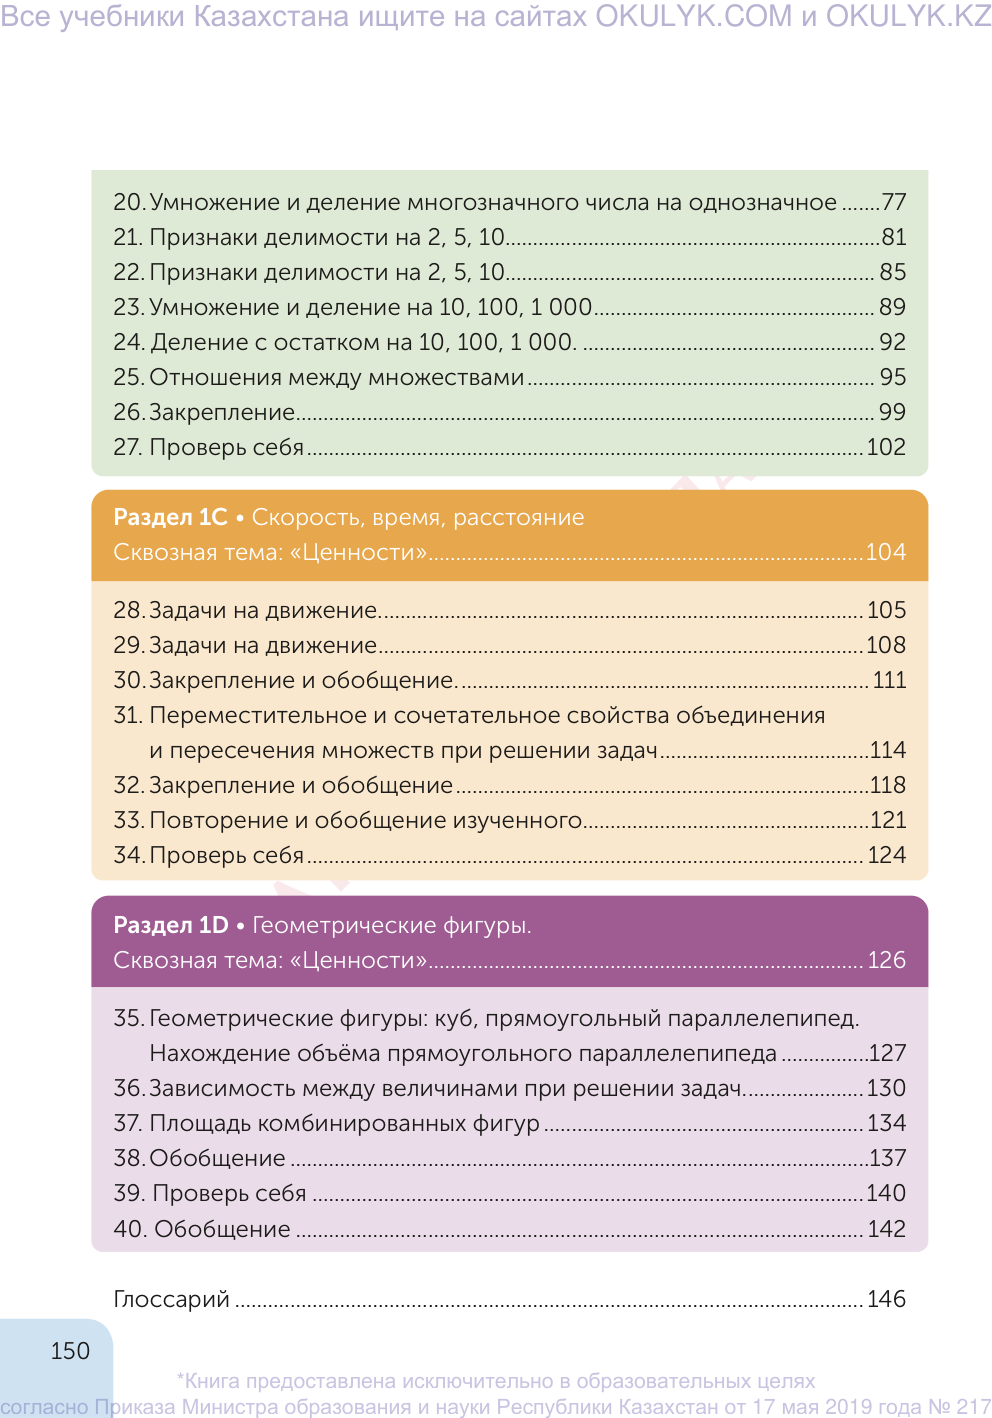 Все учебники Казахстана ищите на сайтах OKULYK.COM и OKULYK.KZ
20. Умножение и деление многозначного числа на однозначное .......77
21. Признаки делимости на 2, 5, 10....................................................................81
22. Признаки делимости на 2, 5, 10................................................................... 85
23. Умножение и деление на 10, 100, 1 000................................................... 89
24. Деление с остатком на 10, 100, 1 000. ..................................................... 92
25. Отношения между множествами............................................................... 95
26. Закрепление......................................................................................................... 99
27. Проверь себя..................................................................................................... 102
Раздел 1С • Скорость, время, расстояние
Сквозная тема: «Ценности»............................................................................... 104
28. Задачи на движение........................................................................................ 105
29. Задачи на движение........................................................................................ 108
30. Закрепление и обобщение........................................................................... 111
31. Переместительное и сочетательное свойства объединения
и пересечения множеств при решении задач......................................114
32. Закрепление и обобщение...........................................................................118
33. Повторение и обобщение изученного....................................................121
34. Проверь себя..................................................................................................... 124
Раздел 1D • Геометрические фигуры.
Сквозная тема: «Ценности»............................................................................... 126
35. Геометрические фигуры: куб, прямоугольный параллелепипед.
Нахождение объёма прямоугольного параллелепипеда ................127
36. Зависимость между величинами при решении задач...................... 130
37. Площадь комбинированных фигур .......................................................... 134
38. Обобщение .........................................................................................................137
39. Проверь себя .................................................................................................... 140
40. Обобщение ....................................................................................................... 142
Глоссарий .................................................................................................................. 146
150
*Книга предоставлена исключительно в образовательных целях
согласно Приказа Министра образования и науки Республики Казахстан от 17 мая 2019 года № 217